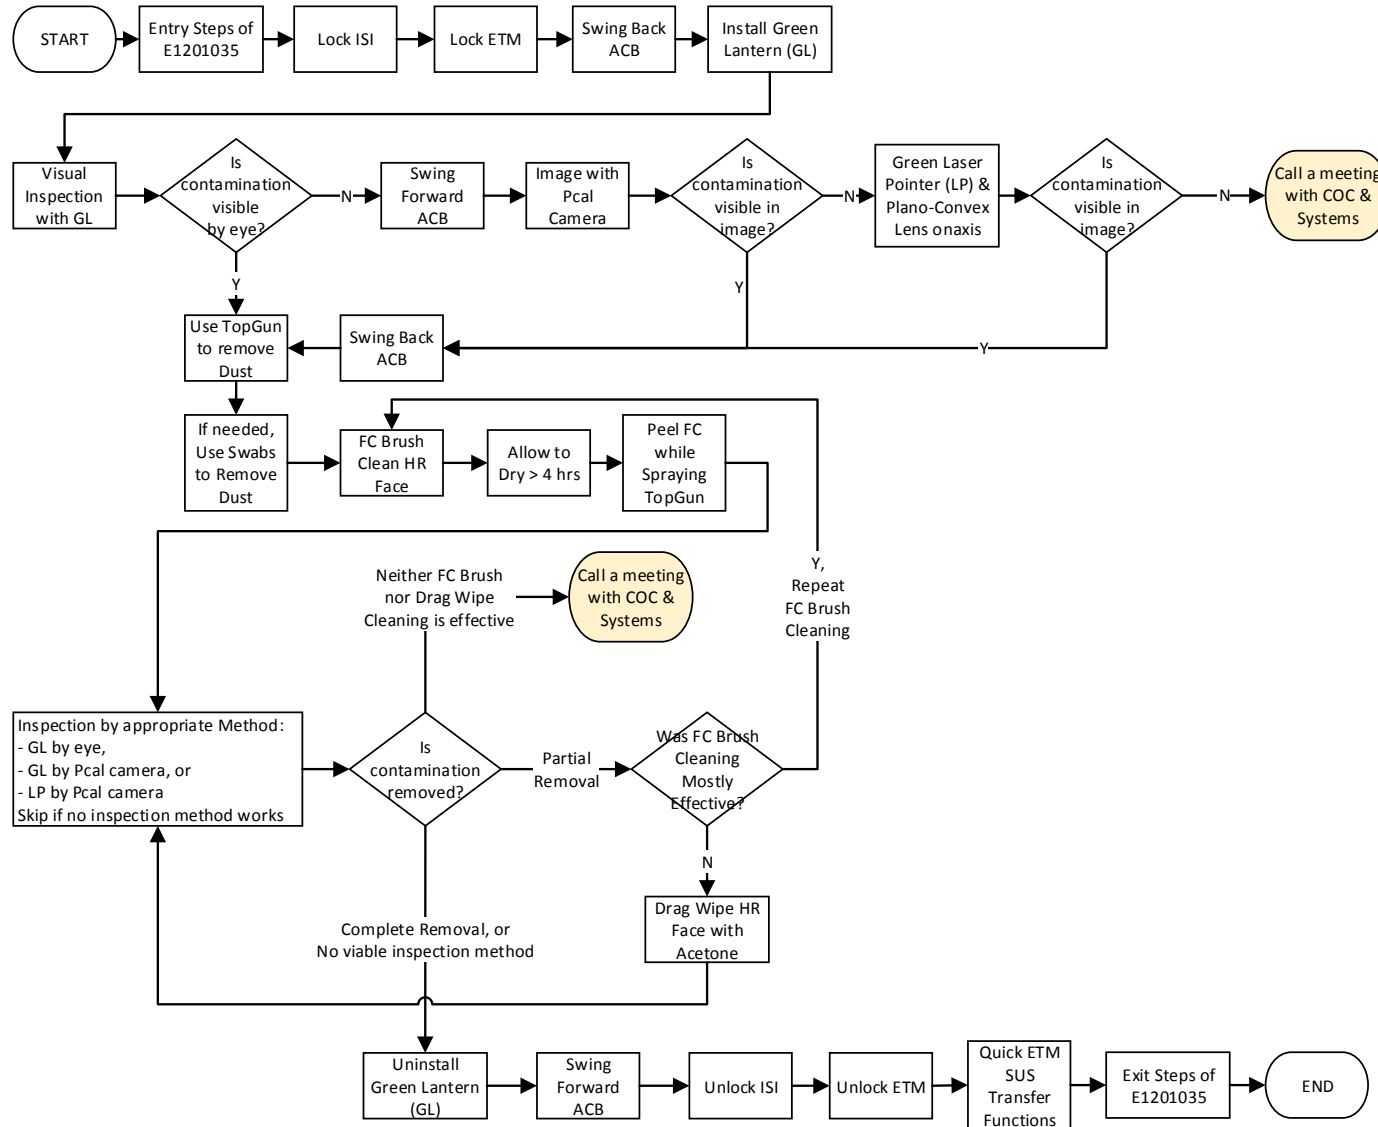 START
Entry Steps of
E1201035
Lock ISI
Lock ETM
Swing Back
ACB
Install Green
Lantern (GL)
Visual
Inspection
with GL
Is
contamination
visible
by eye?
N
Swing
Forward
ACB
Image with
Pcal
Camera
Is
contamination
visible in
image?
N
Green Laser
Pointer (LP) &
Plano-Convex
Lens onaxis
Is
contamination
visible in
image?
N
Call a meeting
with COC &
Systems
Y
Y
Y
Use TopGun
to remove
Dust
Swing Back
ACB
If needed,
Use Swabs
to Remove
Dust
FC Brush
Clean HR
Face
Allow to
Dry > 4 hrs
Peel FC
while
Spraying
TopGun
Y,
Repeat
FC Brush
Cleaning
Neither FC Brush
nor Drag Wipe
Cleaning is effective
Call a meeting
with COC &
Systems
Inspection by appropriate Method:
- GL by eye,
- GL by Pcal camera, or
- LP by Pcal camera
Skip if no inspection method works
Is
contamination
removed?
Partial
Removal
Was FC Brush
Cleaning
Mostly
Effective?
N
Drag Wipe HR
Face with
Acetone
Complete Removal, or
No viable inspection method
Uninstall
Green Lantern
(GL)
Swing
Forward
ACB
Unlock ISI
Unlock ETM
Quick ETM
SUS
Transfer
Functions
Exit Steps of
E1201035
END